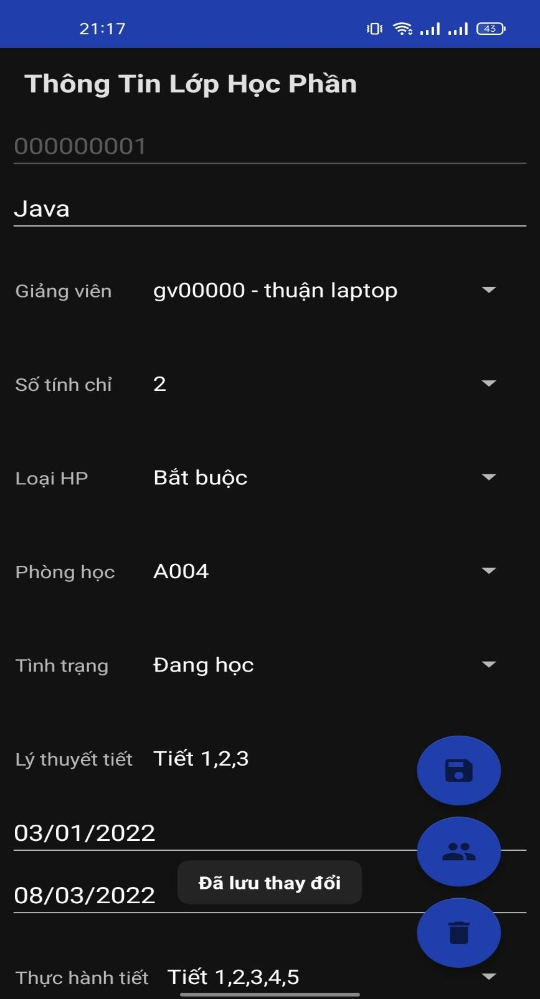 21:17
43
Thông Tin Lớp Học Phần
000000001
Java
Giảng viên gv00000 - thuận laptop
Số tính chỉ 2
Loại HP Bắt buộc
Phòng học A004
Tình trạng Đang học
Lý thuyết tiết Tiết 1,2,3
03/01/2022
Đã lưu thay đổi
08/03/2022
Thực hành tiết Tiết 1,2,3,4,5